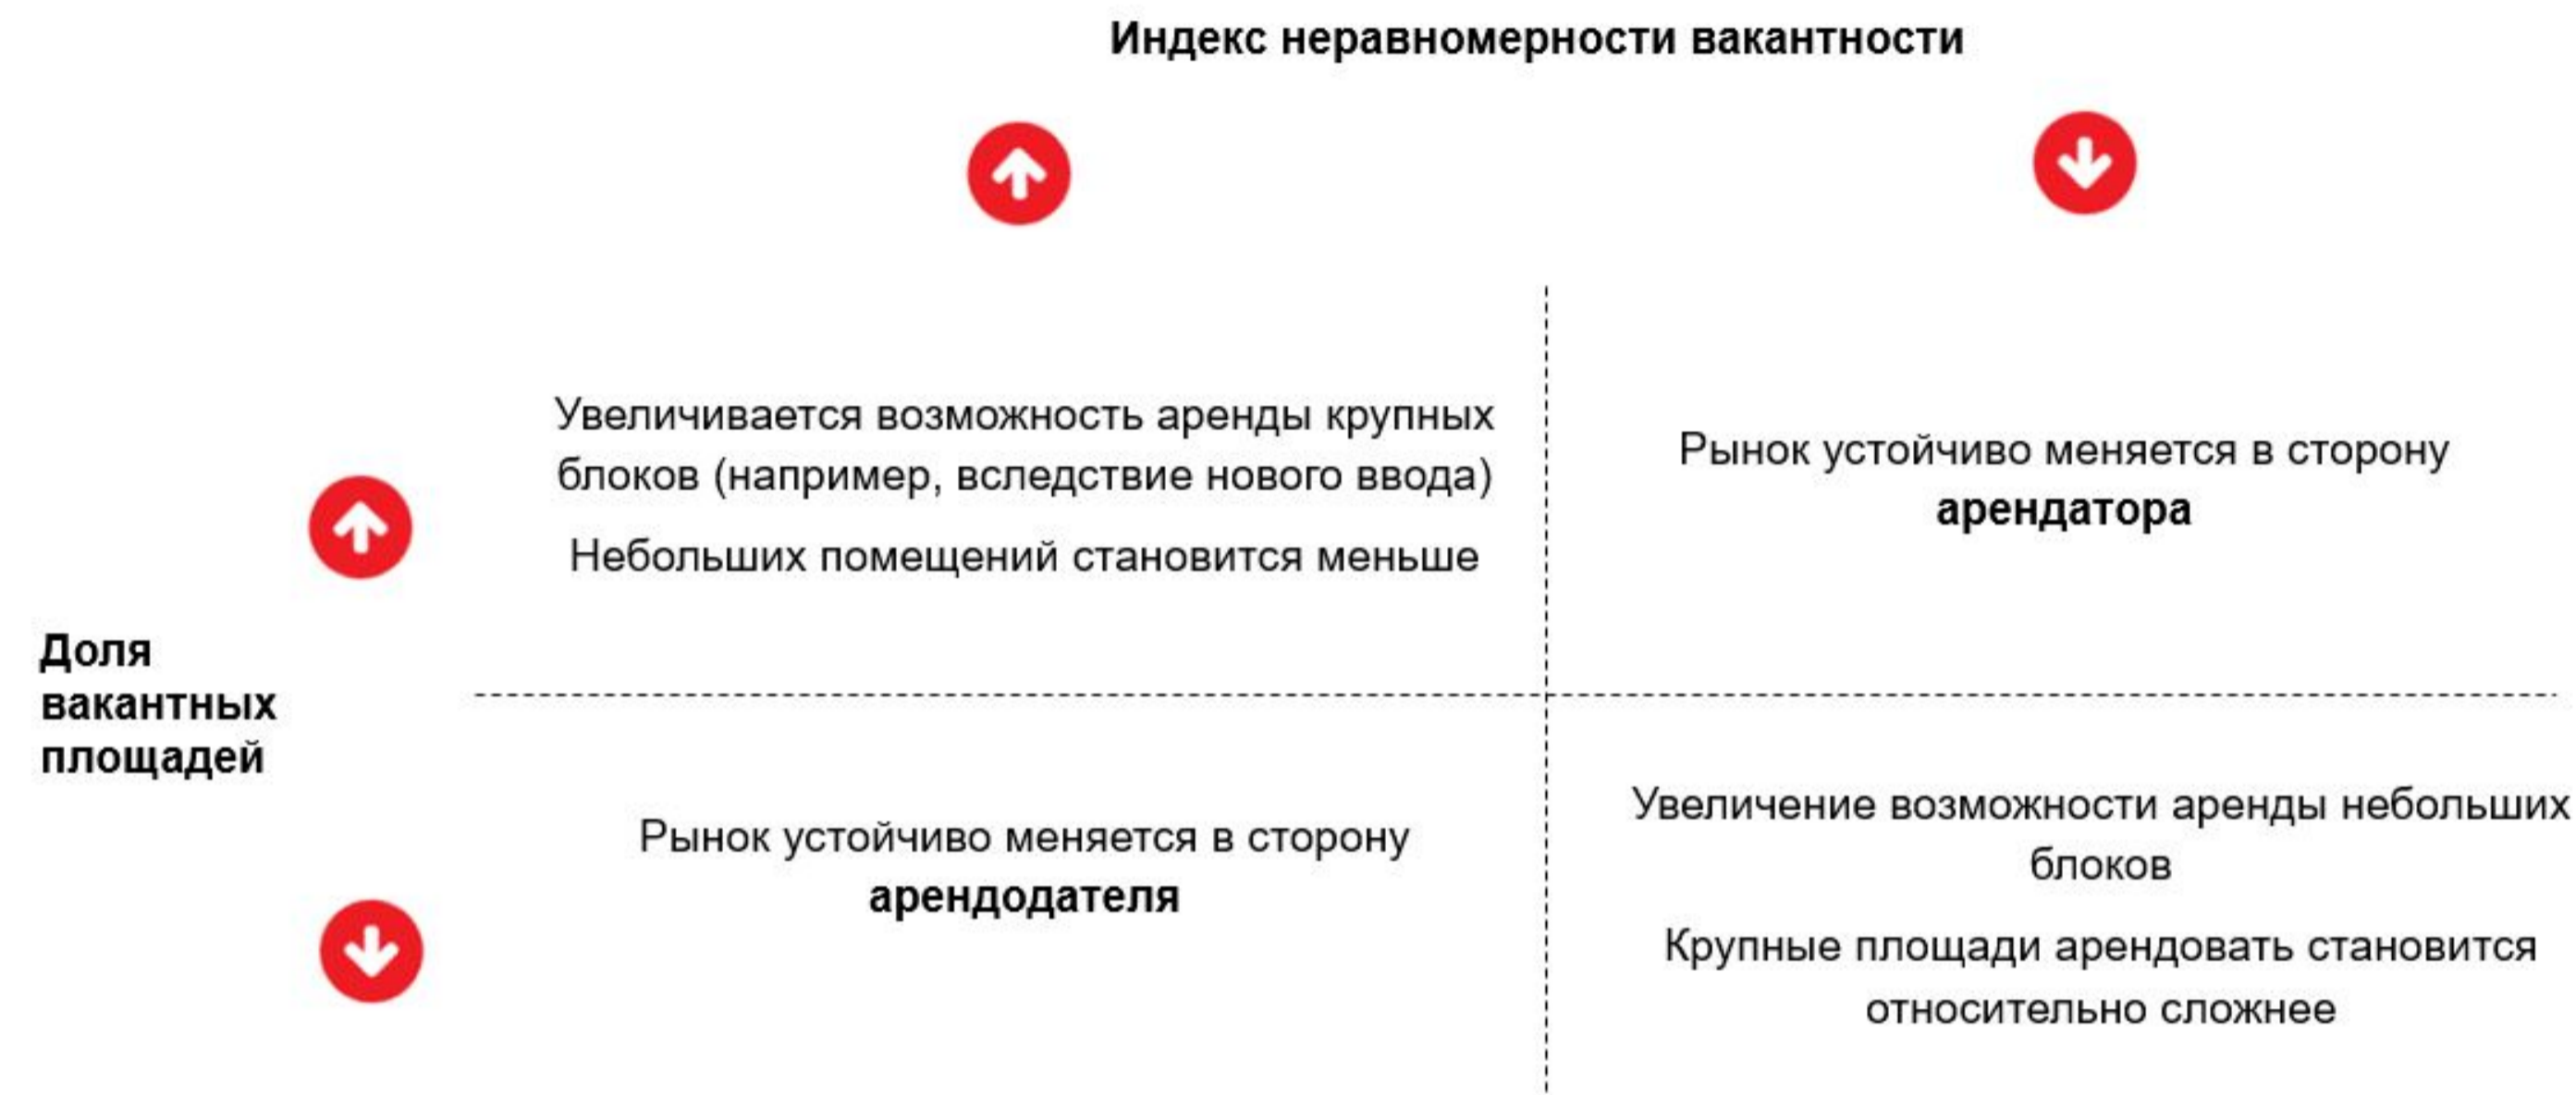 Индекс неравномерности вакантности
Увеличивается возможность аренды крупных
блоков (например, вследствие нового ввода)
Небольших помещений становится меньше
Рынок устойчиво меняется в сторону
арендатора
Доля
вакантных
площадей
Рынок устойчиво меняется в сторону
арендодателя
Увеличение возможности аренды небольших
блоков
Крупные площади арендовать становится
относительно сложнее